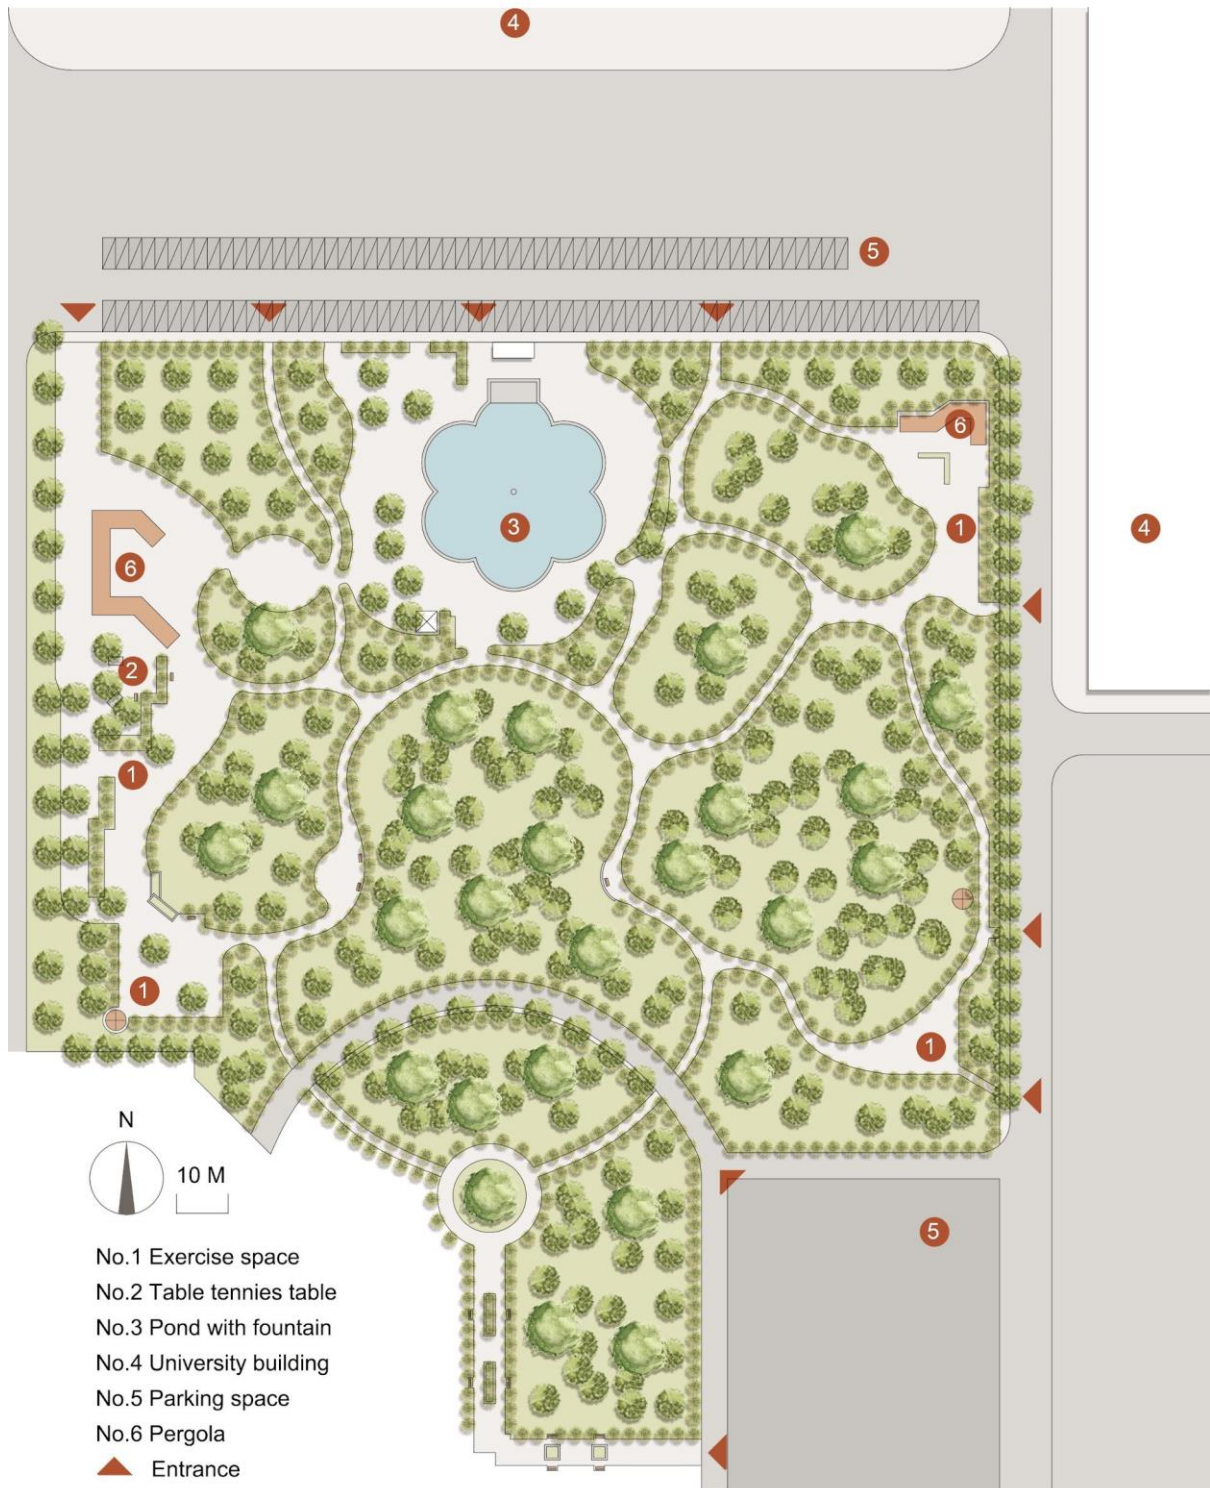 4
5
6
3
1
4
6
2
1
1
1
5
N
10 M
No.1 Exercise space
No.2 Table tennies table
No.3 Pond with fountain
No.4 University building
No.5 Parking space
No.6 Pergola
Entrance